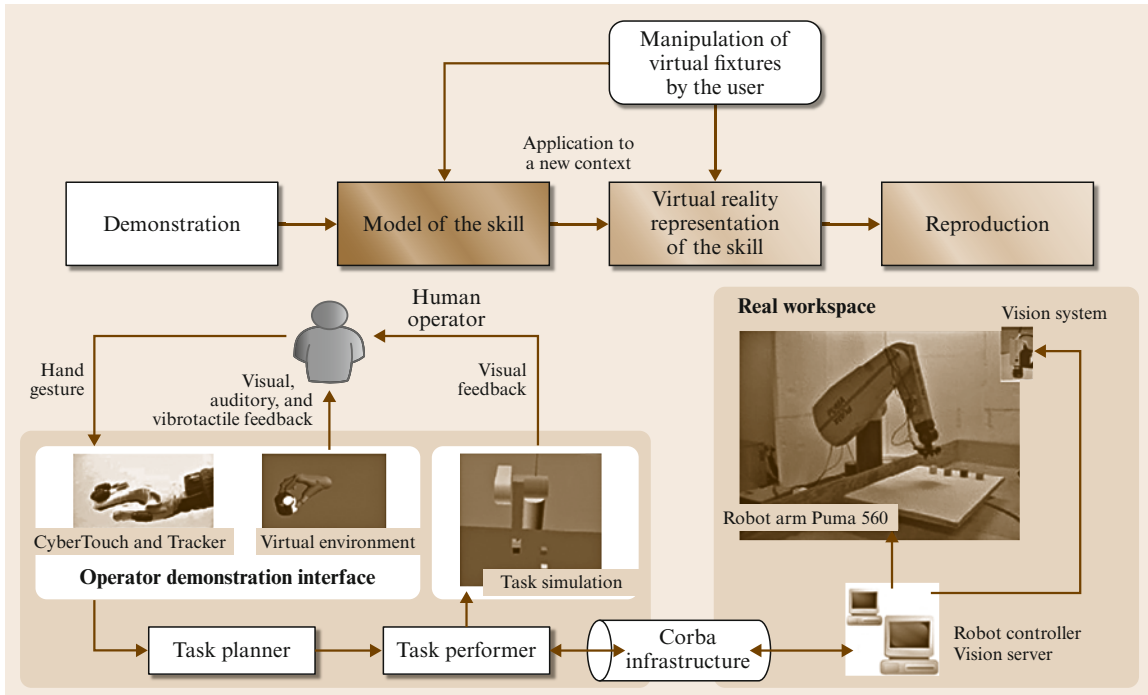 Manipulation of
virtual fixtures
by the user
Application to
a new context
Demonstration
Model of the skill
Virtual reality
representation
of the skill
Reproduction
Human
operator
Hand
gesture
Visual,
auditory, and
vibrotactile feedback
Visual
feedback
Real workspace
Vision system
Robot arm Puma 560
CyberTouch and Tracker
Virtual environment
Operator demonstration interface
Task simulation
Task planner
Task performer
Corba
infrastructure
Robot controller
Vision server